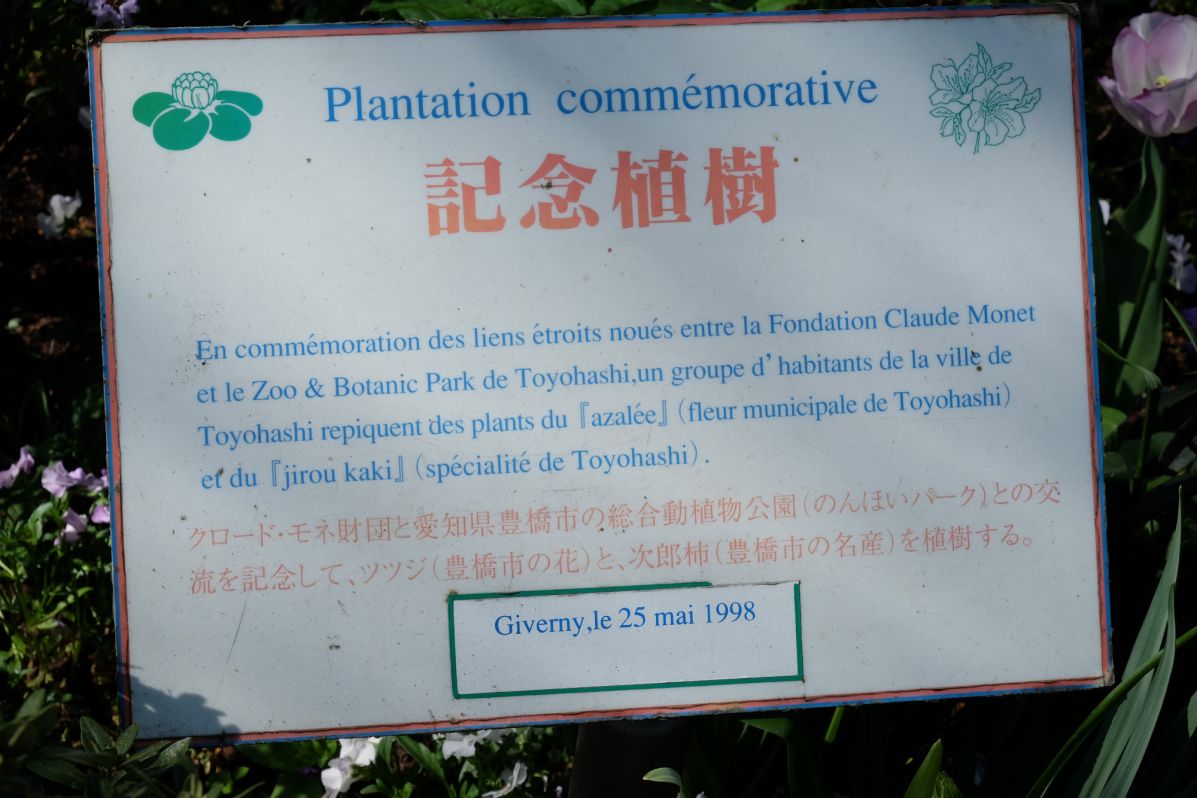 Plantation commémorative
記念植樹
En commémoration des liens étroits noués entre la Fondation Claude Monet
et le Zoo & Botanic Park de Toyohashi,un groupe d'habitants de la ville de
Toyohashi repiquent des plants du『azalée』(fleur municipale de Toyohashi)
et du『jirou kaki』(spécialité de Toyohashi).
クロード・モネ財団と愛知県豊橋市の総合動植物公園(のんほいパーク)との交
流を記念して、ツツジ(豊橋市の花)と、次郎柿(豊橋市の名産)を植樹する。
Giverny,le 25 mai 1998